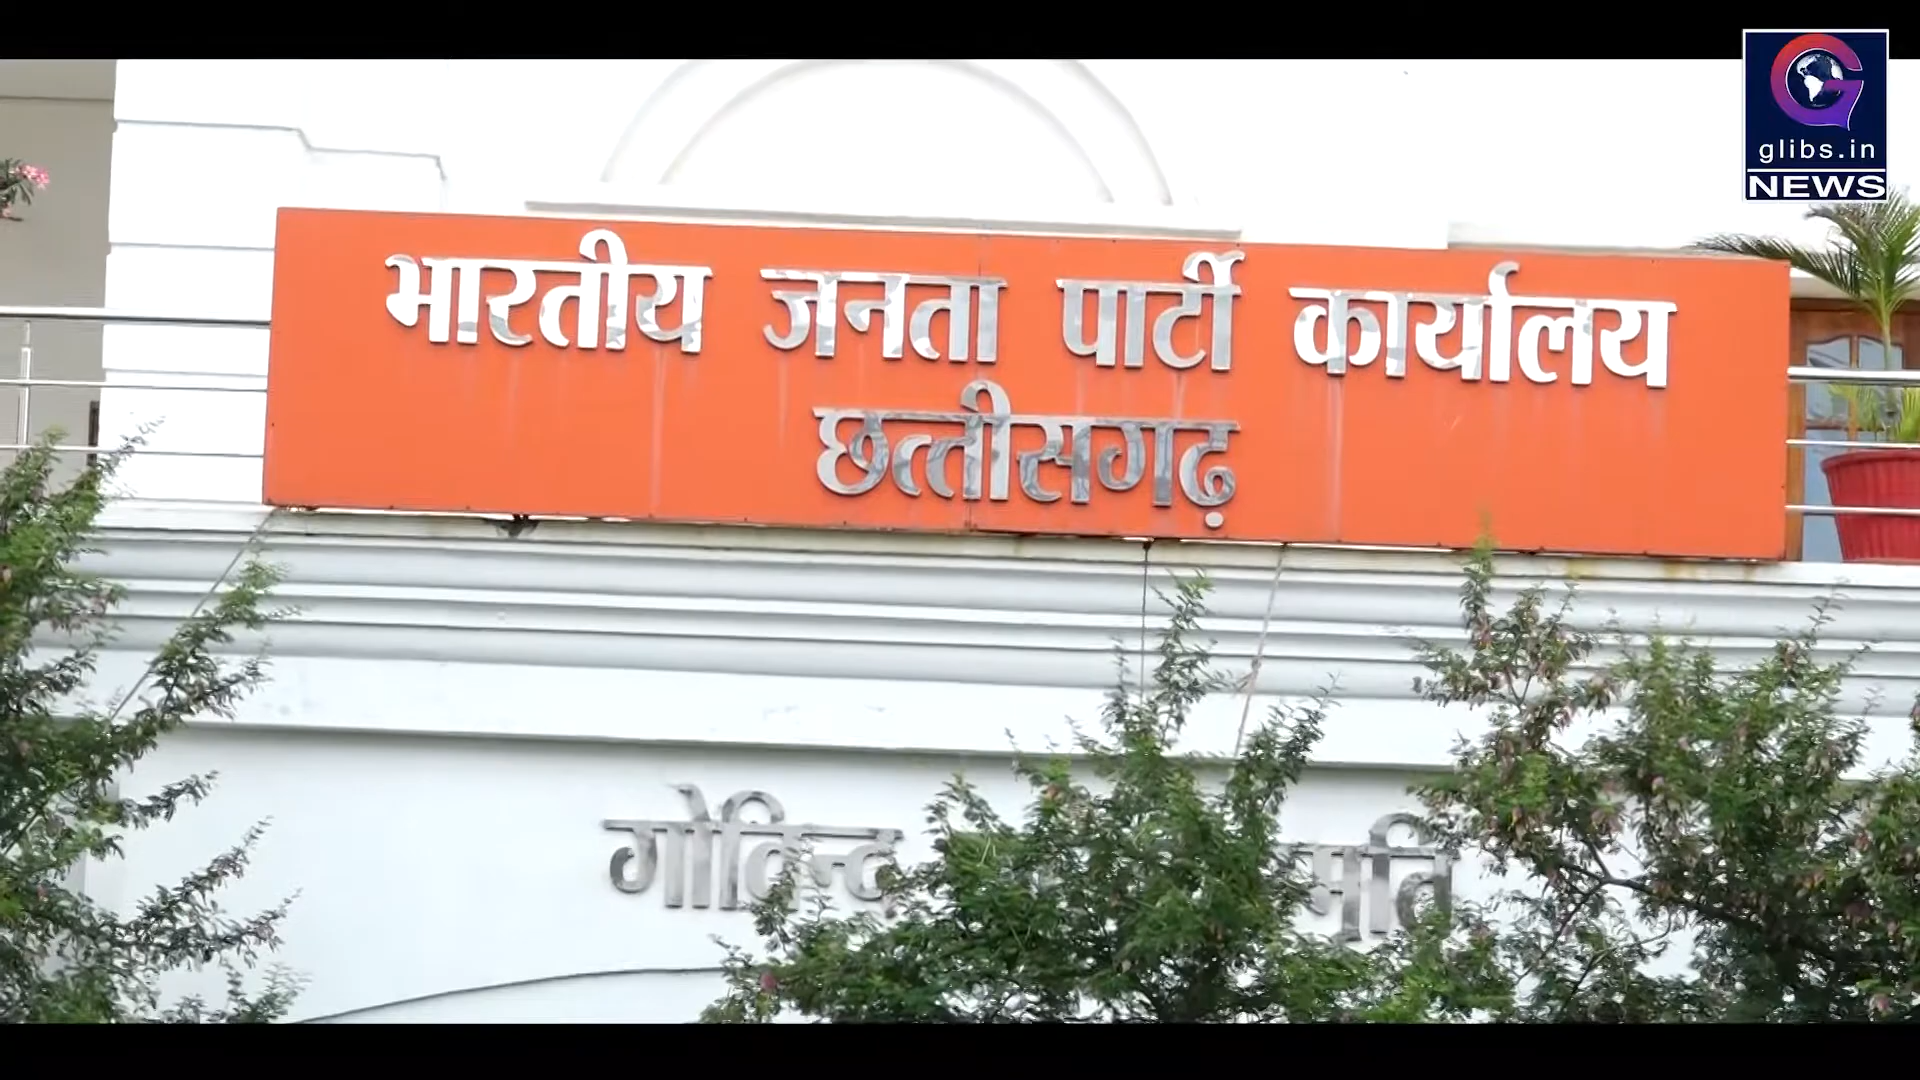 glibs.in
NEWS
भारतीय जनता पार्टी कार्यालय
छत्तीसगढ़
गोविन्द